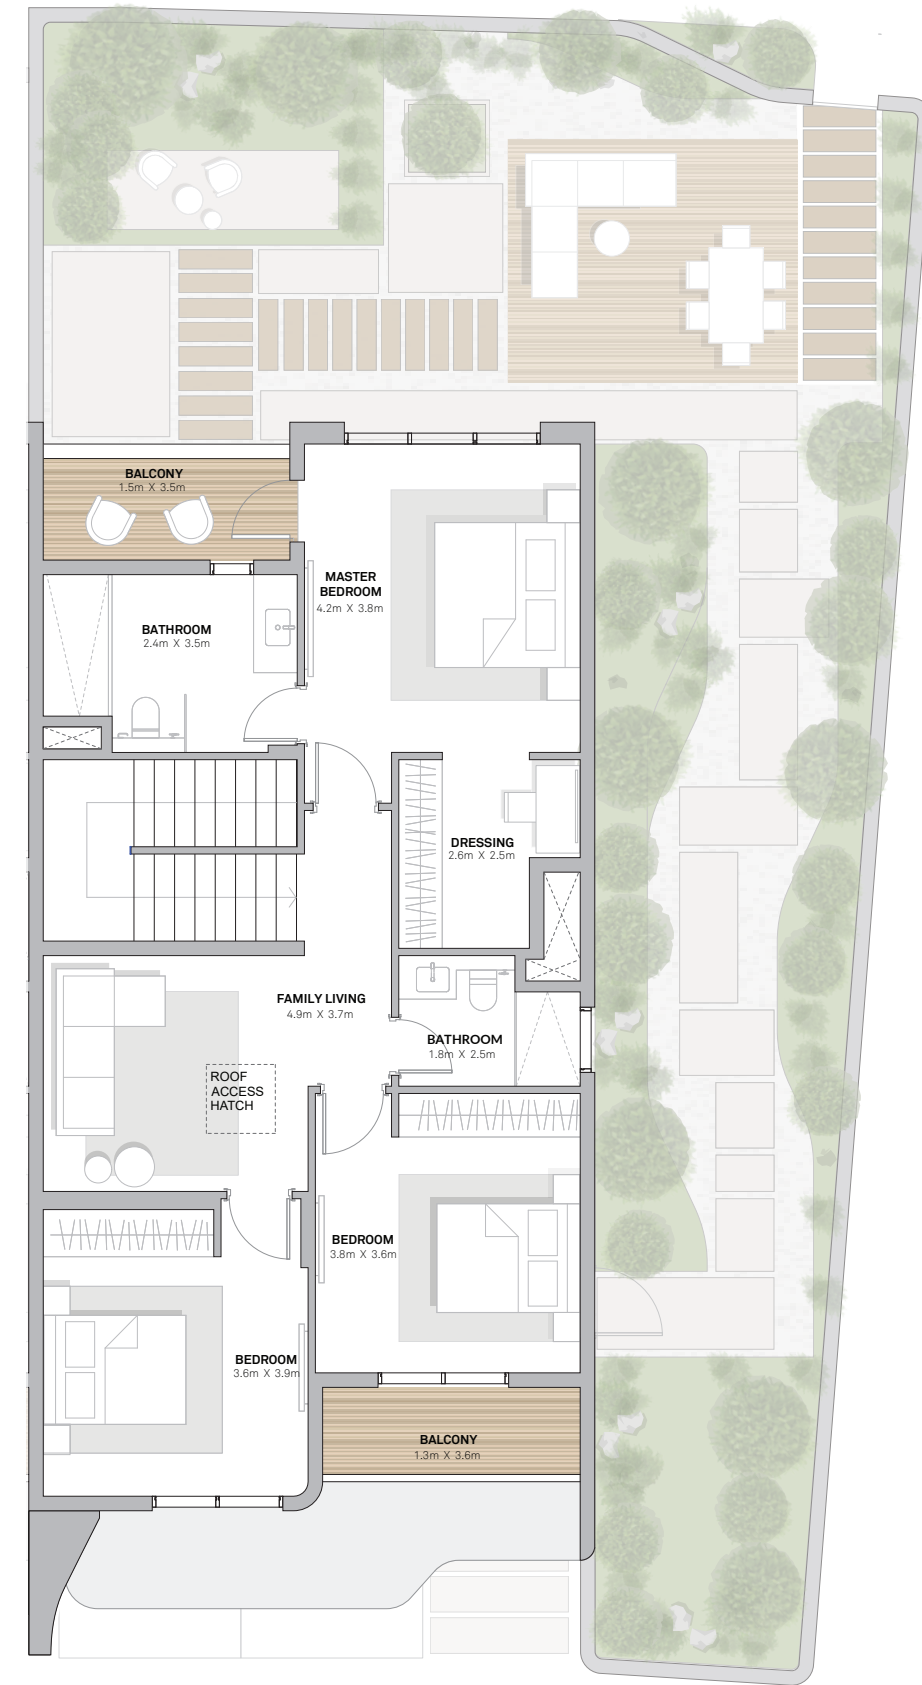 BALCONY
1.5m X 3.5m
MASTER
BEDROOM
4.2m X 3.8m
BATHROOM
2.4m X 3.5m
DRESSING
2.6m X 2.5m
FAMILY LIVING
4.9m X 3.7m
BATHROOM
1.8m X 2.5m
ROOF
ACCESS
HATCH
BEDROOM
3.8m X 3.6m
BEDROOM
3.6m X 3.9m
BALCONY
1.3m X 3.6m